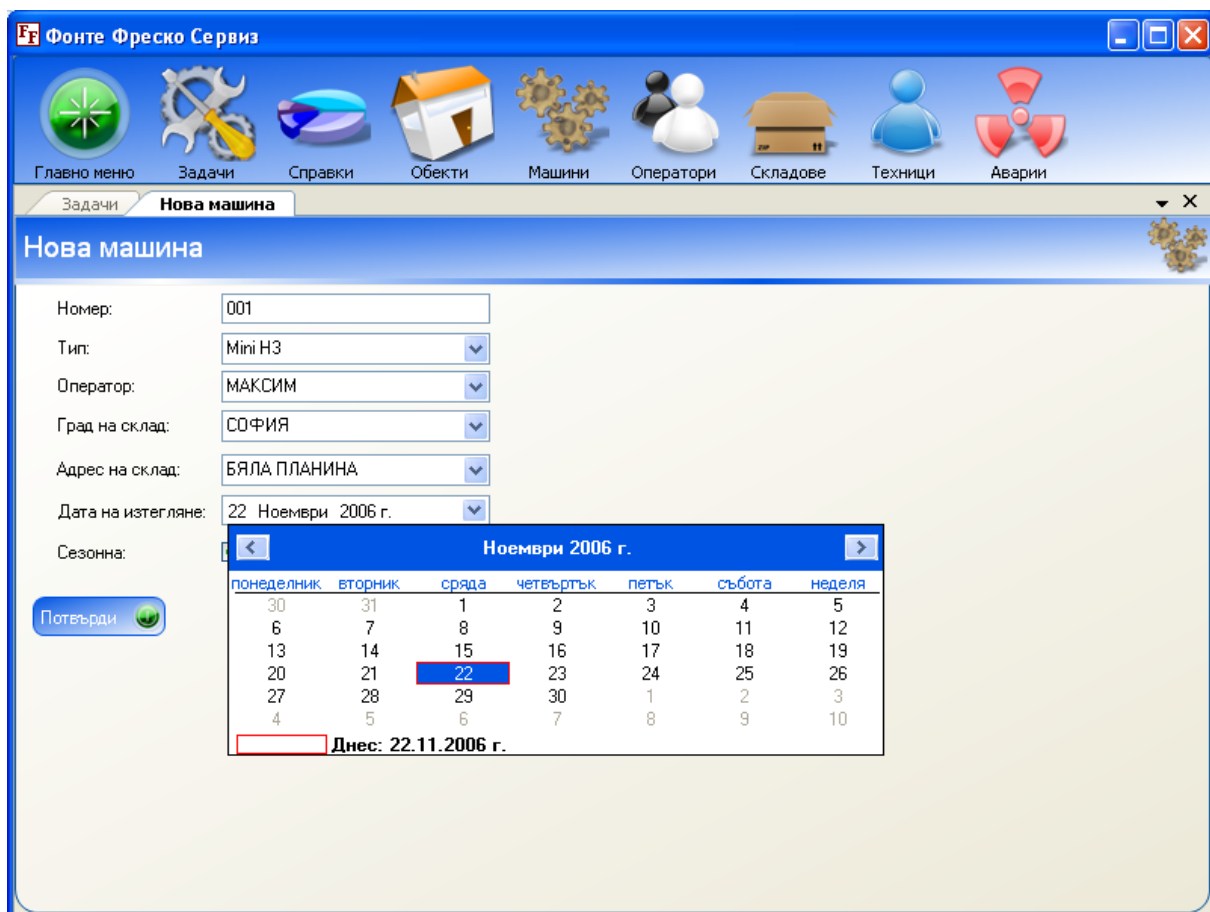 FF Фонте Фреско Сервиз
Главно меню Задачи Справки Обекти Машини Оператори Складове Техници Аварии
Задачи Нова машина
Нова машина
Номер: 001
Тип: Mini H3
Оператор: МАКСИМ
Град на склад: СОФИЯ
Адрес на склад: БЯЛА ПЛАНИНА
Дата на изтегляне: 22 Ноември 2006 г.
Сезонна:
Ноември 2006 г.
понеделник вторник сряда четвъртък петък събота неделя
30 31 1 2 3 4 5
6 7 8 9 10 11 12
13 14 15 16 17 18 19
20 21 22 23 24 25 26
27 28 29 30 1 2 3
4 5 6 7 8 9 10
Днес: 22.11.2006 г.
Потвърди